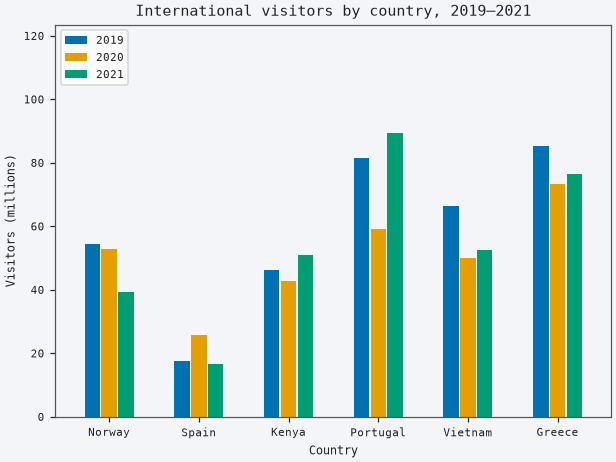 International visitors by country, 2019–2021
2019
2020
2021
120
100
80
60
40
20
0
Visitors (millions)
Norway Spain Kenya Portugal Vietnam Greece
Country